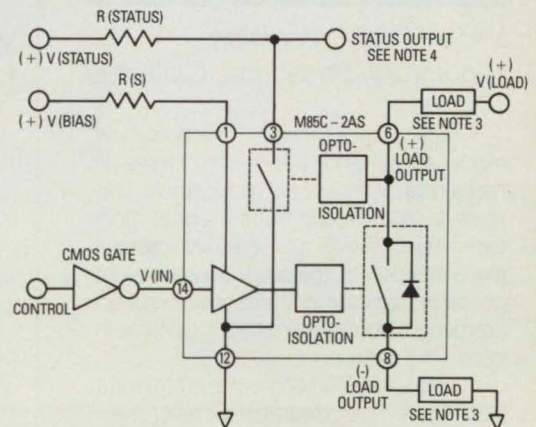 R (STATUS)
(+) V (STATUS)
STATUS OUTPUT
SEE NOTE 4
R (S)
(+) V (BIAS)
(+)
V (LOAD)
LOAD
SEE NOTE 3
1
3
M85C – 2AS
6
OPTO-
ISOLATION
(+)
LOAD
OUTPUT
CMOS GATE
V (IN)
14
CONTROL
OPTO-
ISOLATION
12
8
(-)
LOAD
OUTPUT
LOAD
SEE NOTE 3